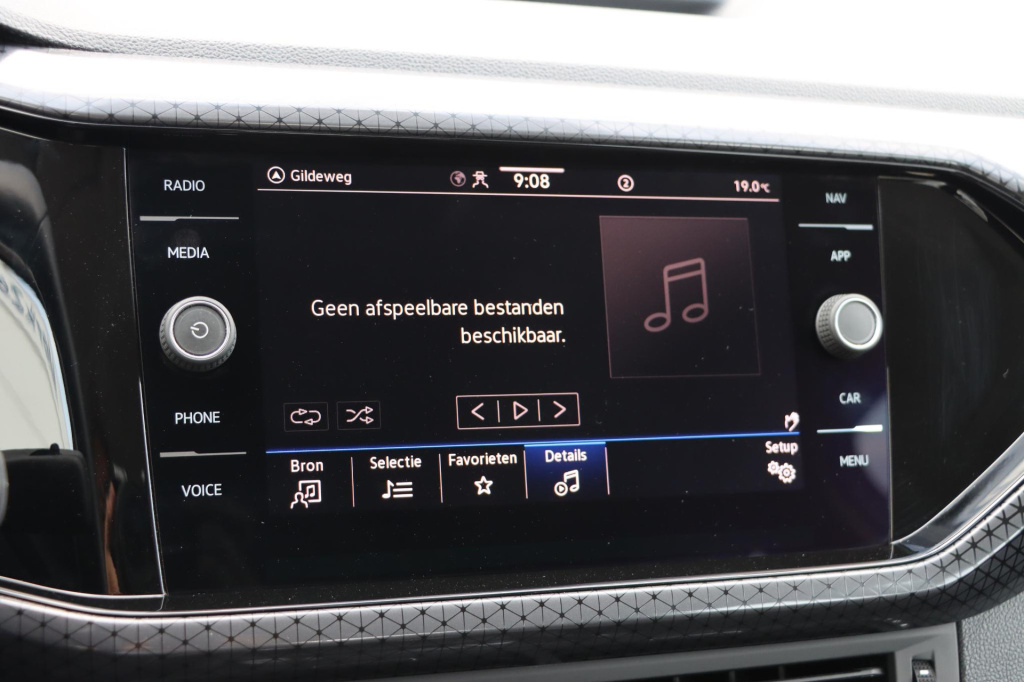 RADIO
MEDIA
PHONE
VOICE
Gildeweg
9:08
2
19.0°C
Geen afspeelbare bestanden
beschikbaar.
Bron
Selectie
Favorieten
Details
Setup
NAV
APP
CAR
MENU